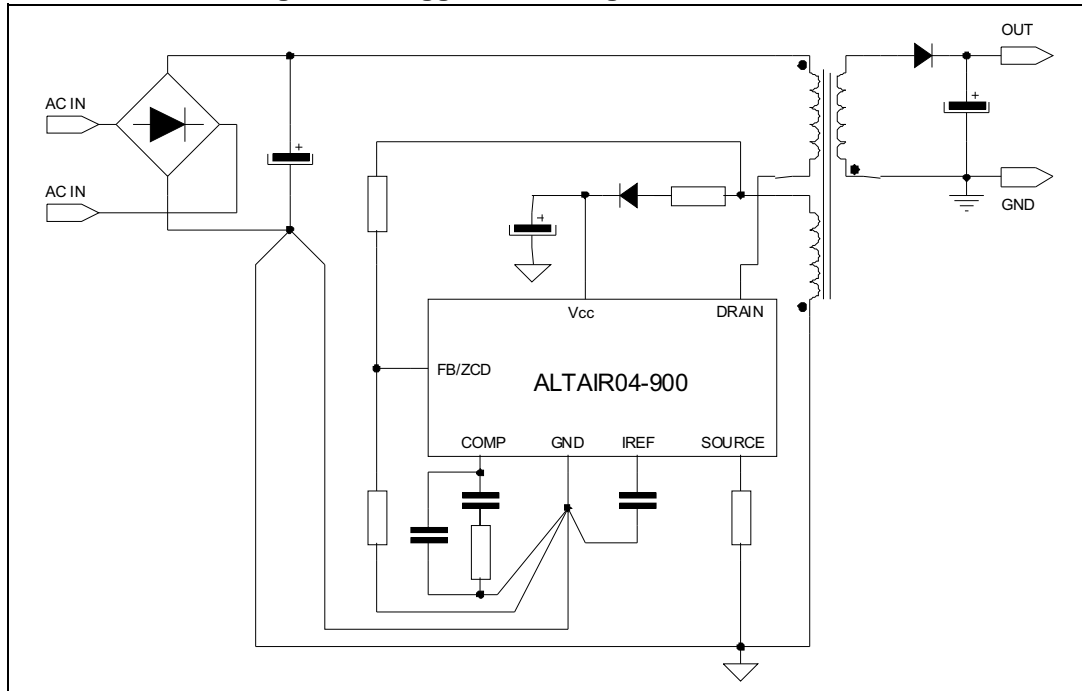 OUT
AC IN
AC IN
GND
Vcc
DRAIN
FB/ZCD
ALTAIR04-900
COMP
GND
IREF
SOURCE